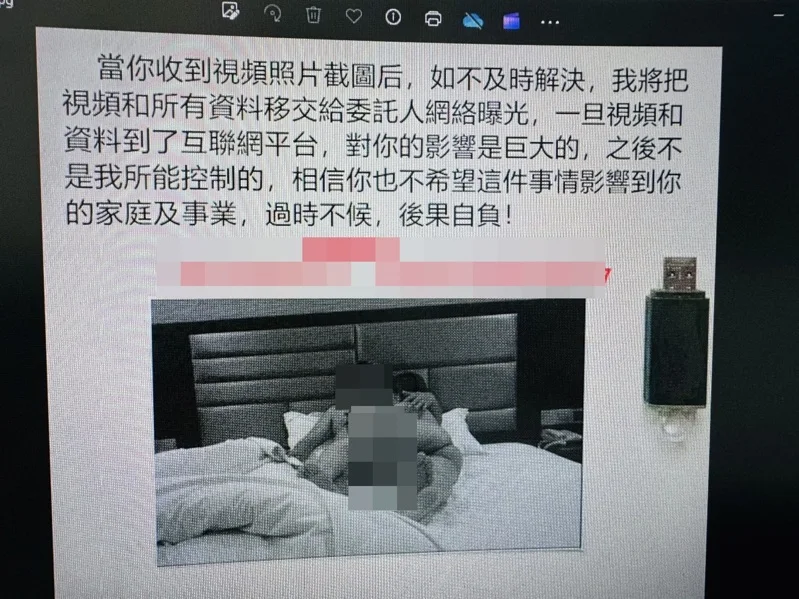 pg
當你收到視頻照片截圖后，如不及時解決，我將把
視頻和所有資料移交給委託人網絡曝光，一旦視頻和
資料到了互聯網平台，對你的影響是巨大的，之後不
是我所能控制的，相信你也不希望這件事情影響到你
的家庭及事業，過時不候，後果自負！